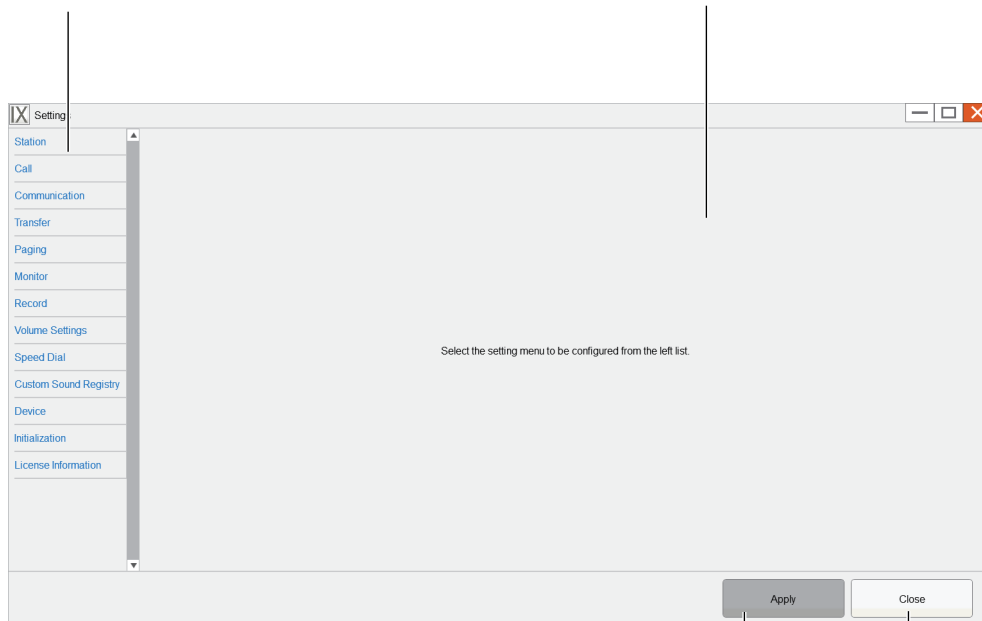 IX Settings
Station
Call
Communication
Transfer
Paging
Monitor
Record
Volume Settings
Speed Dial
Custom Sound Registry
Device
Initialization
License Information
Select the setting menu to be configured from the left list.
Apply
Close